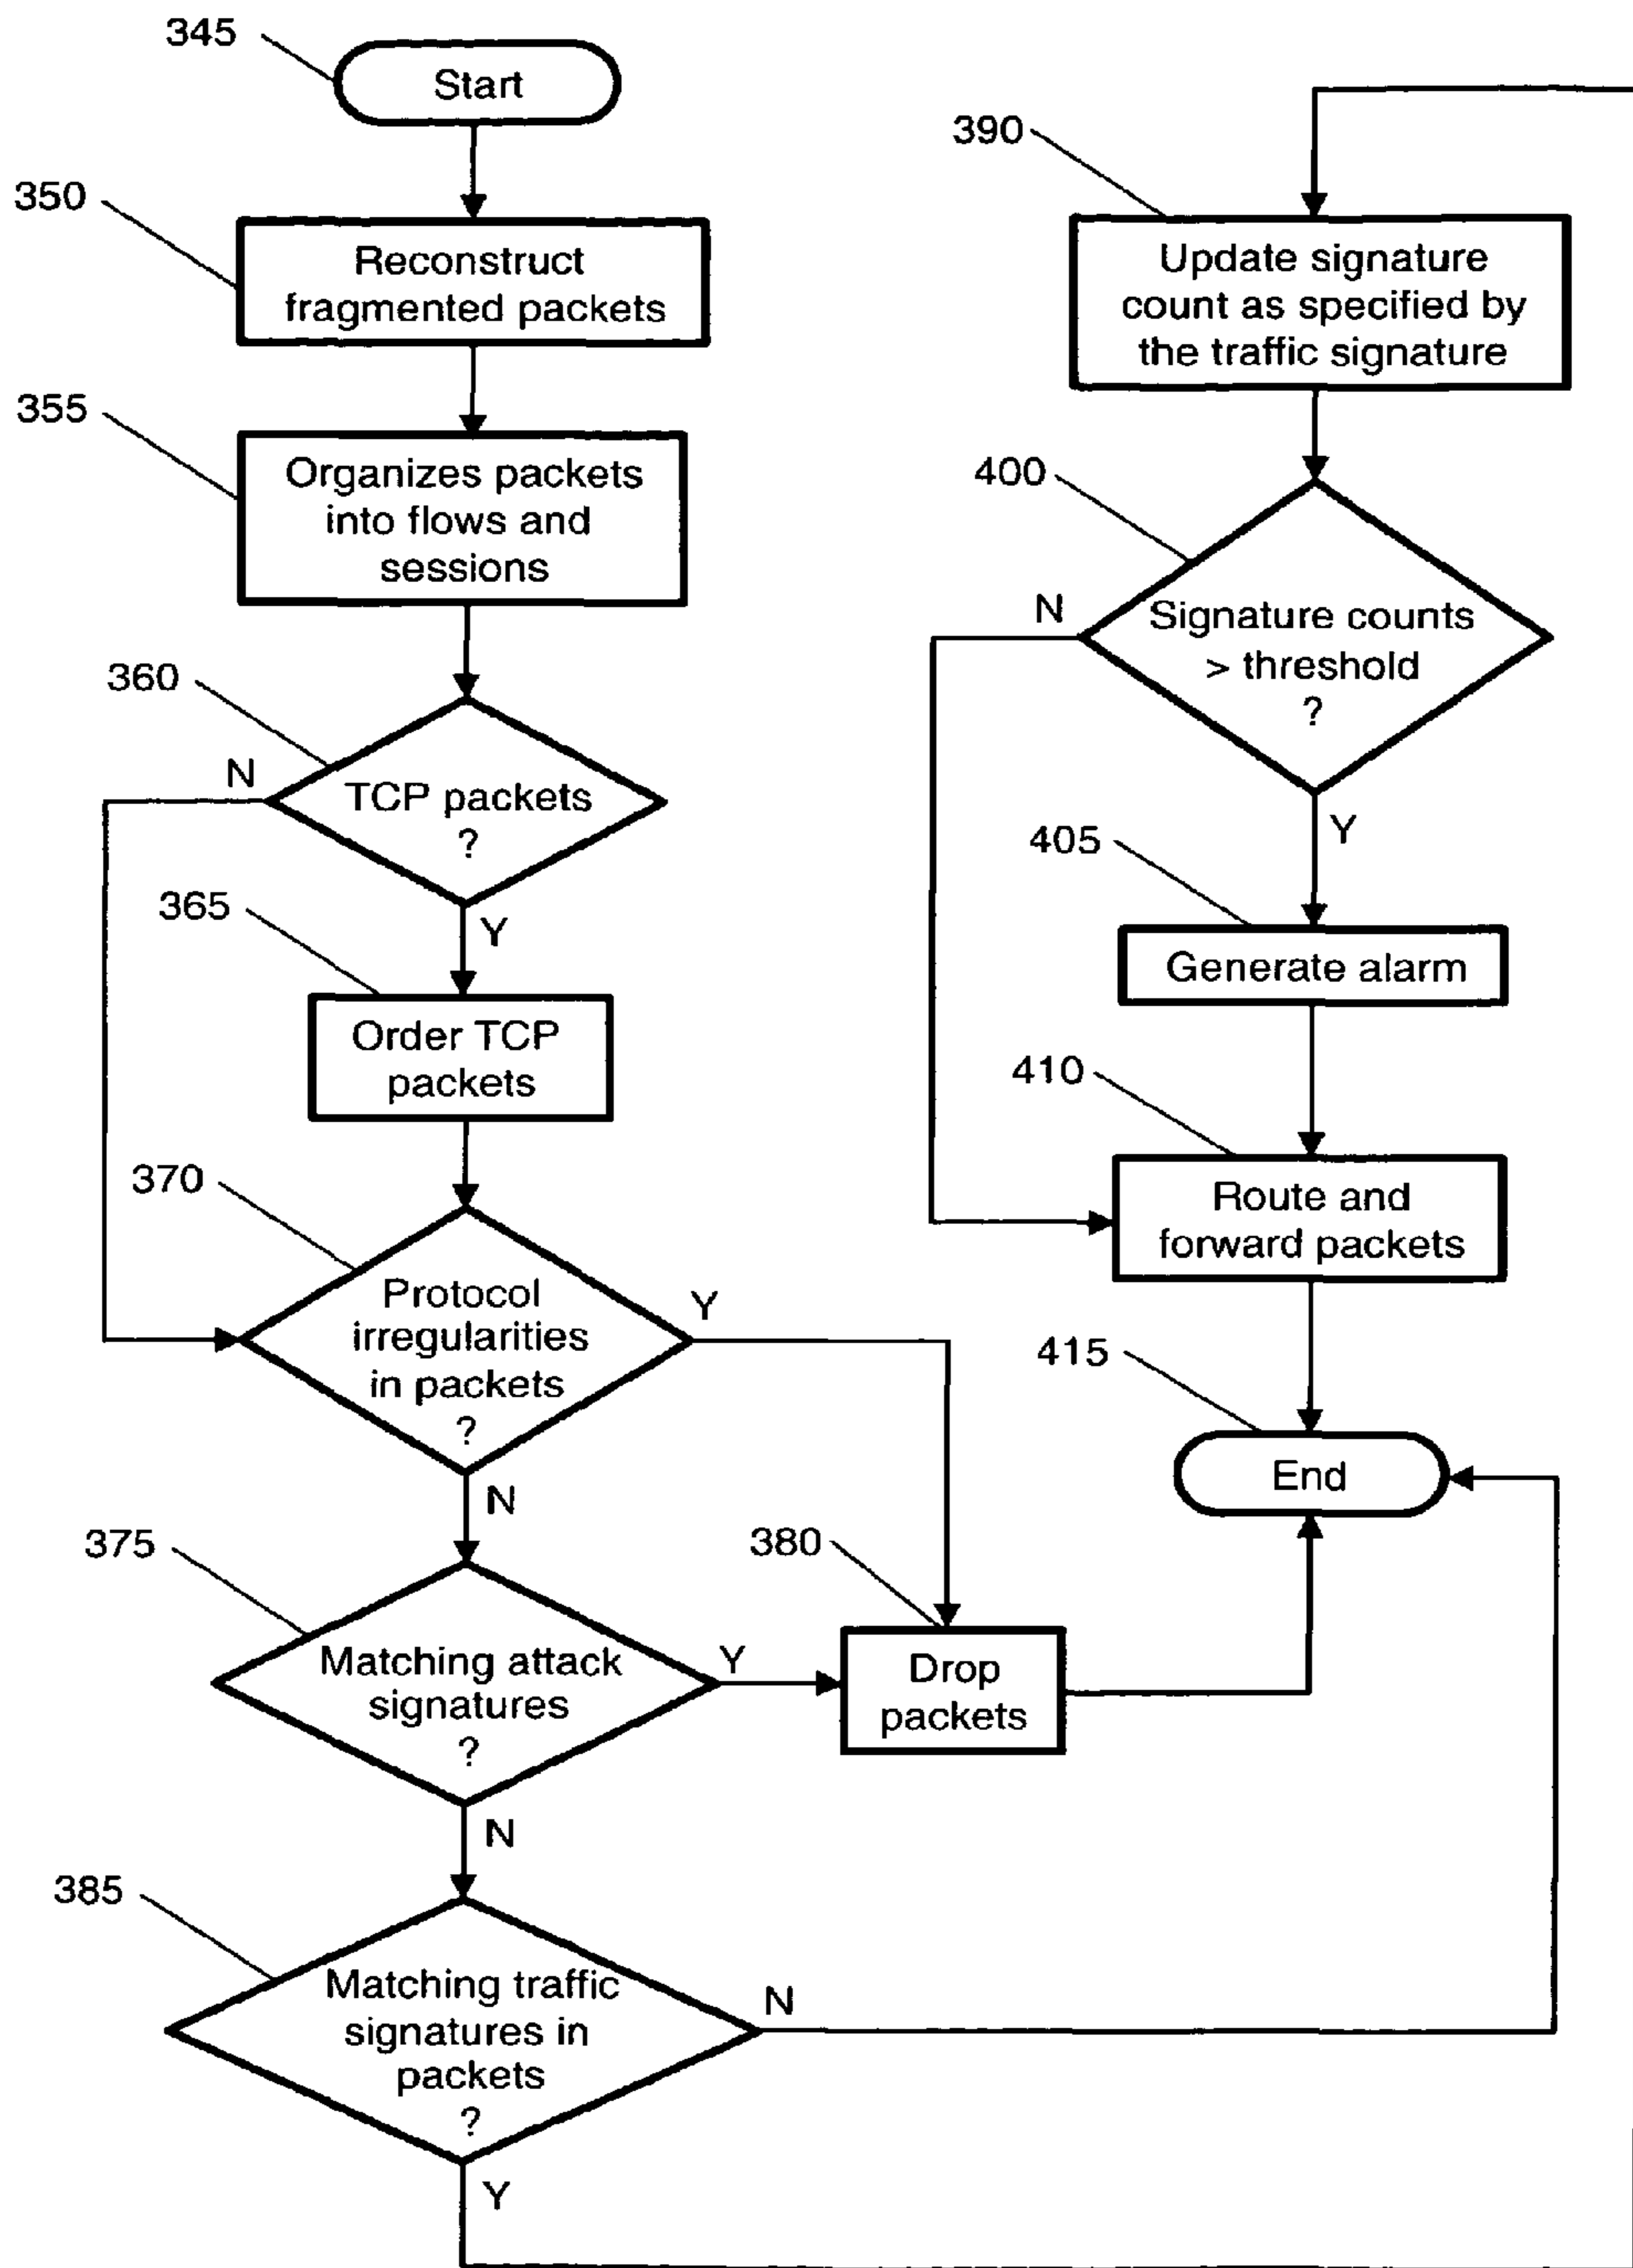 345
Start
350
Reconstruct
fragmented packets
355
Organizes packets
into flows and
sessions
360
N
TCP packets
?
Y
365
Order TCP
packets
370
Protocol
irregularities
in packets
?
Y
N
375
Matching attack
signatures
?
Y
N
380
Drop
packets
385
Matching traffic
signatures in
packets
?
N
Y
390
Update signature
count as specified by
the traffic signature
400
N
Signature counts
> threshold
?
Y
405
Generate alarm
410
Route and
forward packets
415
End